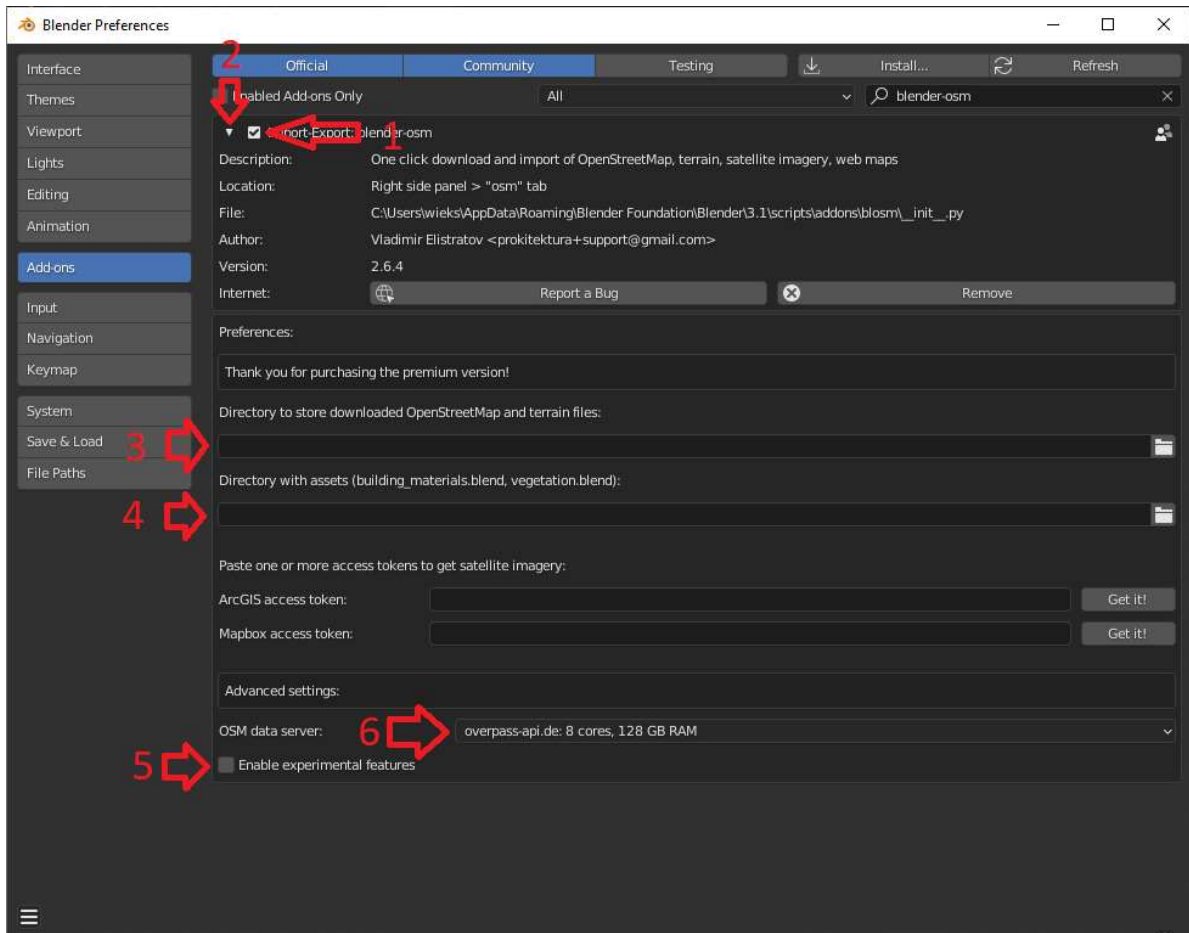 Blender Preferences
Interface
Themes
Viewport
Lights
Editing
Animation
Add-ons
Input
Navigation
Keymap
System
Save & Load
File Paths
2
Official Community Testing Install... Refresh
Enabled Add-ons Only All blender-osm
Import-Export: blender-osm 1
Description: One click download and import of OpenStreetMap, terrain, satellite imagery, web maps
Location: Right side panel > "osm" tab
File: C:\Users\wieks\AppData\Roaming\Blender Foundation\Blender\3.1\scripts\addons\blosm\__init__.py
Author: Vladimir Elistratov <prokitektura+support@gmail.com>
Version: 2.6.4
Internet: Report a Bug Remove
Preferences:
Thank you for purchasing the premium version!
Directory to store downloaded OpenStreetMap and terrain files:
3
Directory with assets (building_materials.blend, vegetation.blend):
4
Paste one or more access tokens to get satellite imagery:
ArcGIS access token: Get it!
Mapbox access token: Get it!
Advanced settings:
OSM data server: 6 overpass-api.de: 8 cores, 128 GB RAM
5 Enable experimental features